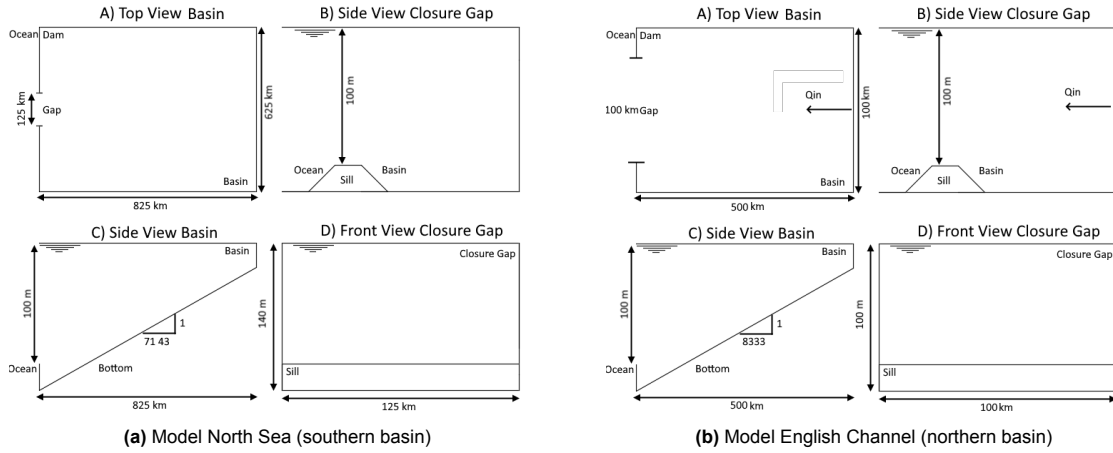 A) Top View Basin
B) Side View Closure Gap
Ocean
Dam
125 km
Gap
625 km
Basin
825 km
100 m
Ocean
Basin
Sill
C) Side View Basin
D) Front View Closure Gap
Basin
100 m
1
71 43
Ocean
Bottom
825 km
Closure Gap
140 m
Sill
125 km
(a) Model North Sea (southern basin)
A) Top View Basin
B) Side View Closure Gap
Ocean
Dam
100 km
Gap
Qin
100 km
Basin
500 km
100 m
Qin
Ocean
Basin
Sill
C) Side View Basin
D) Front View Closure Gap
Basin
100 m
1
8333
Ocean
Bottom
500 km
Closure Gap
100 m
Sill
100 km
(b) Model English Channel (northern basin)